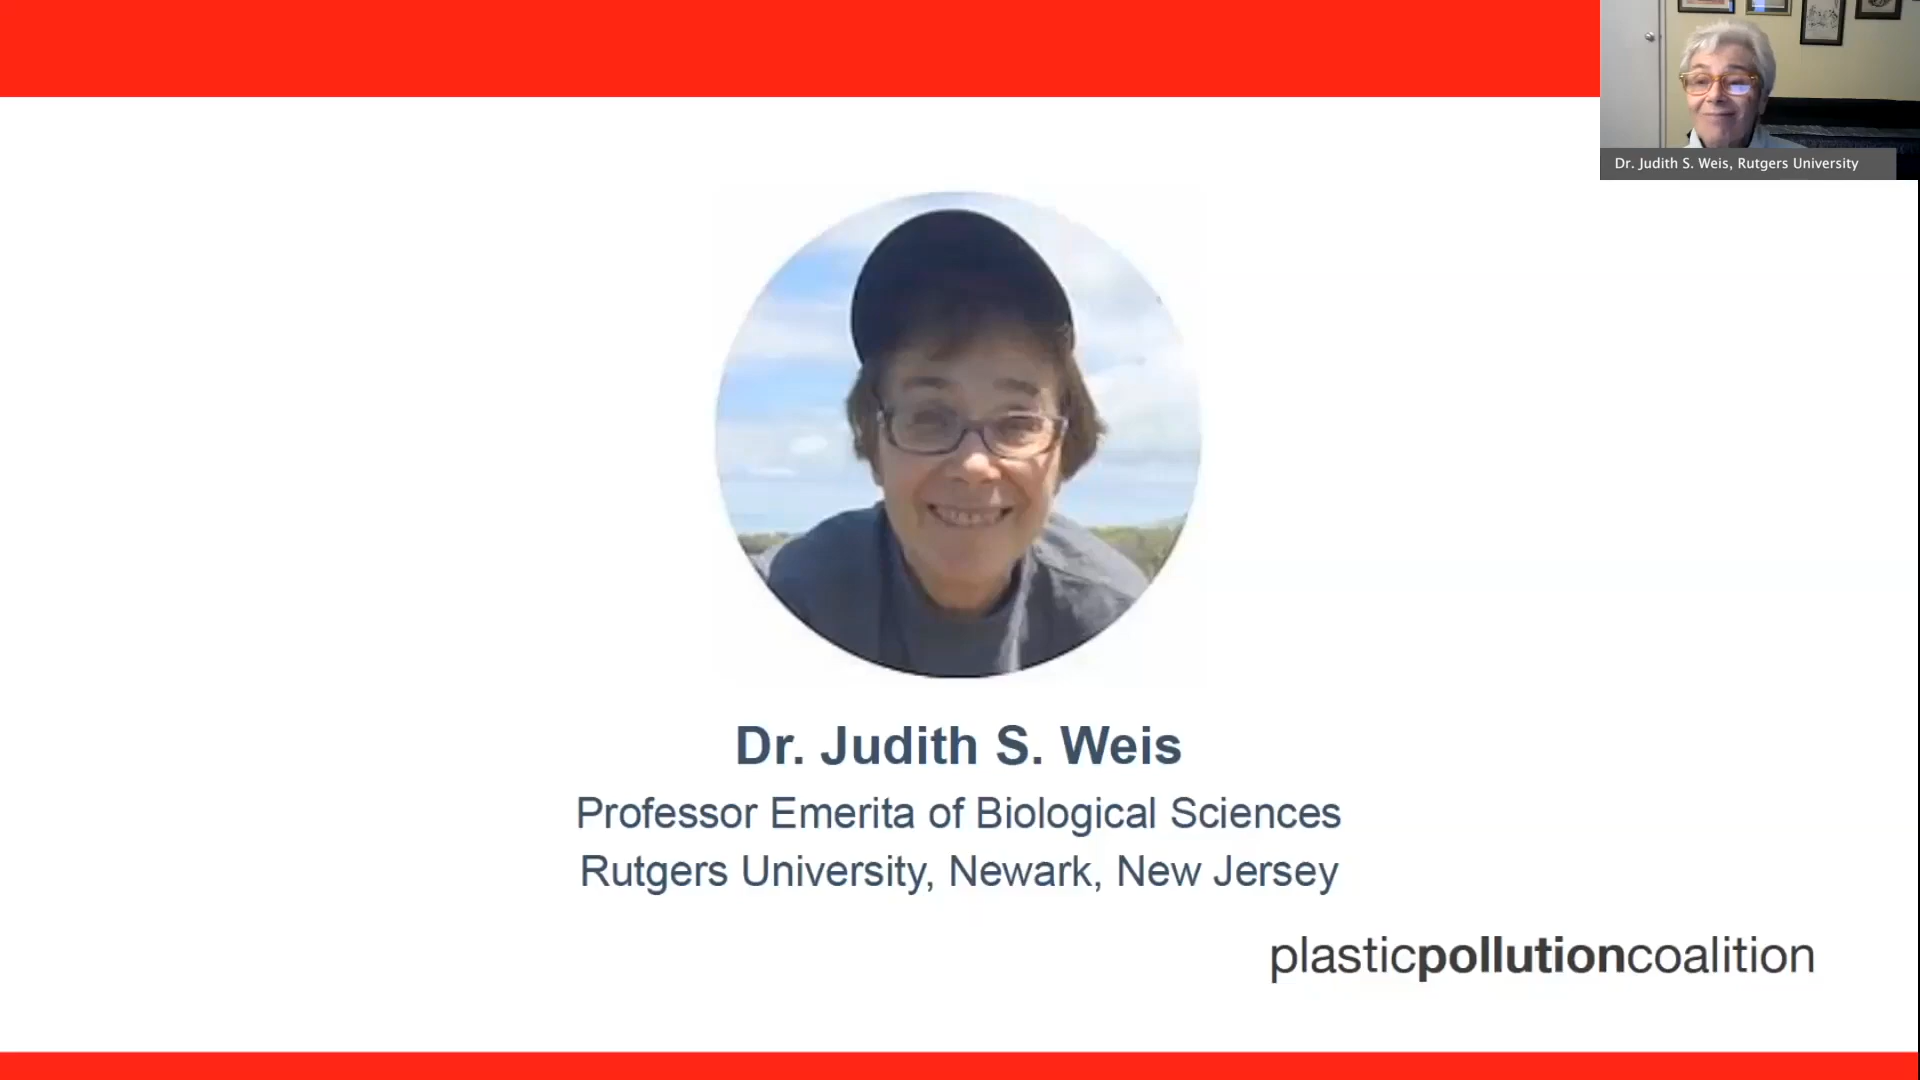 Dr. Judith S. Weis, Rutgers University
Dr. Judith S. Weis
Professor Emerita of Biological Sciences
Rutgers University, Newark, New Jersey
plasticpollutioncoalition